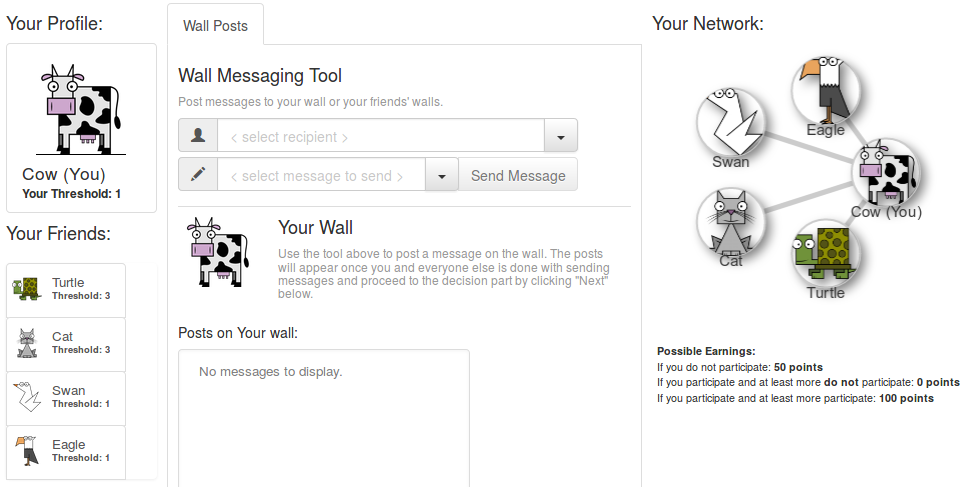 Your Profile:
Cow (You)
Your Threshold: 1
Your Friends:
Turtle
Threshold: 3
Cat
Threshold: 3
Swan
Threshold: 1
Eagle
Threshold: 1
Wall Posts
Wall Messaging Tool
Post messages to your wall or your friends' walls.
< select recipient >
< select message to send >
Send Message
Your Wall
Use the tool above to post a message on the wall. The posts
will appear once you and everyone else is done with sending
messages and proceed to the decision part by clicking "Next"
below.
Posts on Your wall:
No messages to display.
Your Network:
Eagle
Swan
Cow (You)
Cat
Turtle
Possible Earnings:
If you do not participate: 50 points
If you participate and at least more do not participate: 0 points
If you participate and at least more participate: 100 points